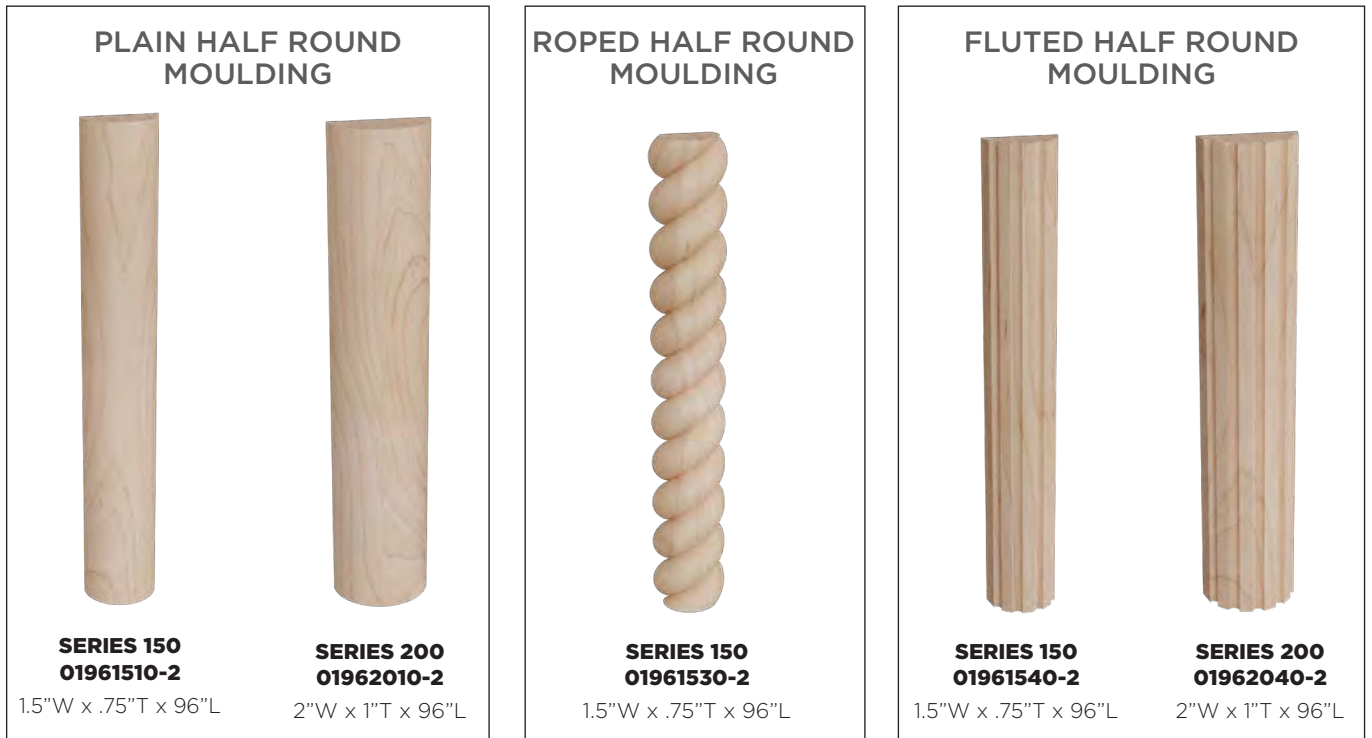 PLAIN HALF ROUND
MOULDING
SERIES 150
01961510-2
1.5”W x .75”T x 96”L
SERIES 200
01962010-2
2”W x 1”T x 96”L
ROPED HALF ROUND
MOULDING
SERIES 150
01961530-2
1.5”W x .75”T x 96”L
FLUTED HALF ROUND
MOULDING
SERIES 150
01961540-2
1.5”W x .75”T x 96”L
SERIES 200
01962040-2
2”W x 1”T x 96”L